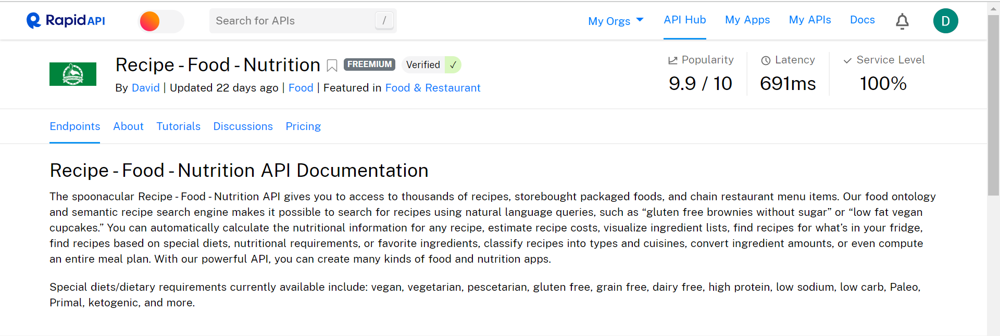 RapidAPI
Search for APIs /
My Orgs API Hub My Apps My APIs Docs D
spoonacular
Recipe - Food - Nutrition FREEMIUM Verified ✓
By David | Updated 22 days ago | Food | Featured in Food & Restaurant
Popularity Latency Service Level
9.9 / 10 691ms 100%
Endpoints About Tutorials Discussions Pricing
Recipe - Food - Nutrition API Documentation
The spoonacular Recipe - Food - Nutrition API gives you to access to thousands of recipes, storebought packaged foods, and chain restaurant menu items. Our food ontology
and semantic recipe search engine makes it possible to search for recipes using natural language queries, such as “gluten free brownies without sugar” or “low fat vegan
cupcakes.” You can automatically calculate the nutritional information for any recipe, estimate recipe costs, visualize ingredient lists, find recipes for what’s in your fridge,
find recipes based on special diets, nutritional requirements, or favorite ingredients, classify recipes into types and cuisines, convert ingredient amounts, or even compute
an entire meal plan. With our powerful API, you can create many kinds of food and nutrition apps.
Special diets/dietary requirements currently available include: vegan, vegetarian, pescetarian, gluten free, grain free, dairy free, high protein, low sodium, low carb, Paleo,
Primal, ketogenic, and more.